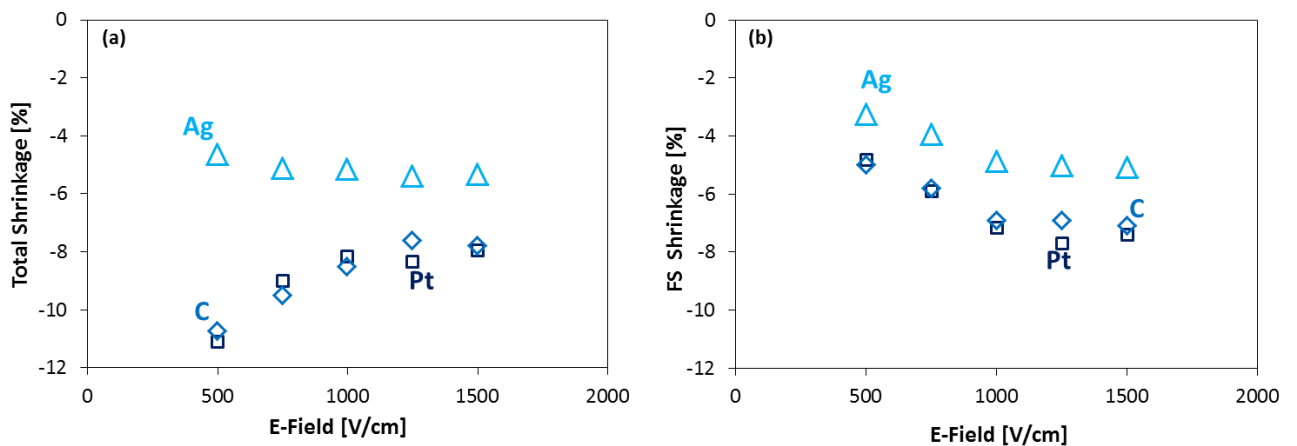 (a)
Total Shrinkage [%]
0
-2
-4
-6
-8
-10
-12
Ag
C
Pt
0
500
1000
1500
2000
E-Field [V/cm]
(b)
FS Shrinkage [%]
0
-2
-4
-6
-8
-10
-12
Ag
C
Pt
0
500
1000
1500
2000
E-Field [V/cm]